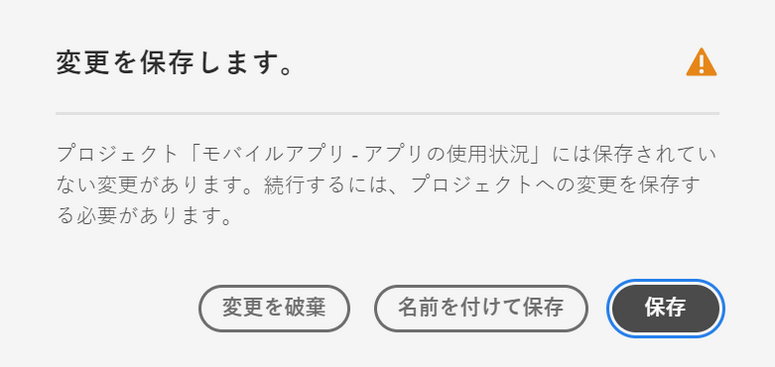 変更を保存します。
プロジェクト「モバイルアプリ - アプリの使用状況」には保存されてい
ない変更があります。続行するには、プロジェクトへの変更を保存す
る必要があります。
変更を破棄
名前を付けて保存
保存